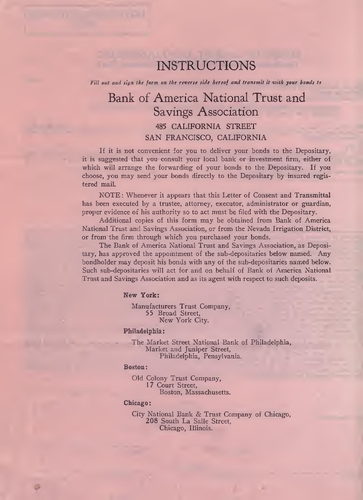 INSTRUCTIONS
Fill out and sign the form on the reverse side hereof and transmit it with your bonds to
Bank of America National Trust and
Savings Association
485 CALIFORNIA STREET
SAN FRANCISCO, CALIFORNIA
If it is not convenient for you to deliver your bonds to the Depositary,
it is suggested that you consult your local bank or investment firm, either of
which will arrange the forwarding of your bonds to the Depositary. If you
choose, you may send your bonds directly to the Depositary by insured regis-
tered mail.
NOTE: Whenever it appears that this Letter of Consent and Transmittal
has been executed by a trustee, attorney, executor, administrator or guardian,
proper evidence of his authority so to act must be filed with the Depositary.
Additional copies of this form may be obtained from Bank of America
National Trust and Savings Association, or from the Nevada Irrigation District,
or from the firm through which you purchased your bonds.
The Bank of America National Trust and Savings Association, as Deposi-
tary, has approved the appointment of the sub-depositaries below named. Any
bondholder may deposit his bonds with any of the sub-depositaries named below.
Such sub-depositaries will act for and on behalf of Bank of America National
Trust and Savings Association and as its agent with respect to such deposits.
New York:
Manufacturers Trust Company,
55 Broad Street,
New York City.
Philadelphia:
The Market Street National Bank of Philadelphia,
Market and Juniper Street,
Philadelphia, Pensylvania.
Boston:
Old Colony Trust Company,
17 Court Street,
Boston, Massachusetts.
Chicago:
City National Bank & Trust Company of Chicago,
208 South La Salle Street,
Chicago, Illinois.